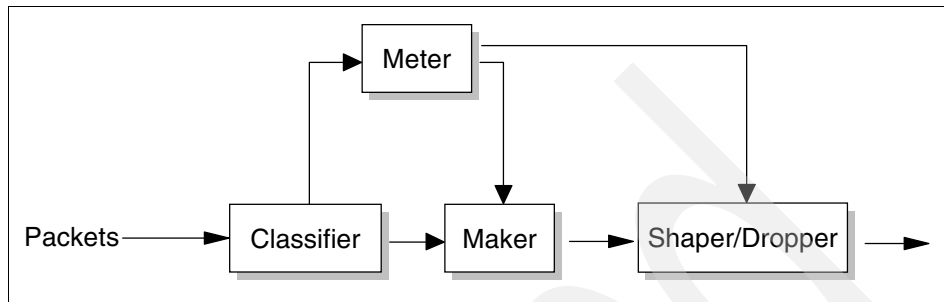 Meter
Packets
Classifier
Maker
Shaper/Dropper